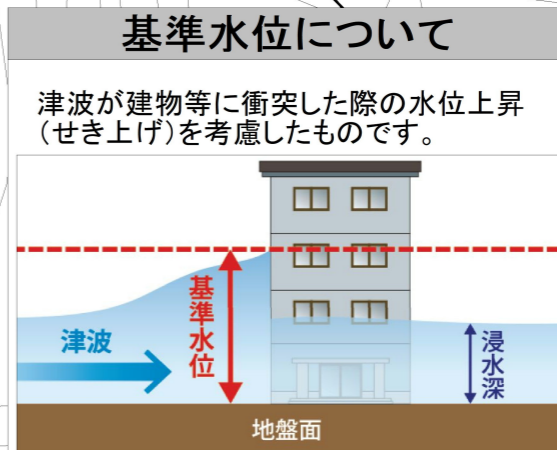 基準水位について
津波が建物等に衝突した際の水位上昇
(せき上げ)を考慮したものです。
津波
基準水位
浸水深
地盤面